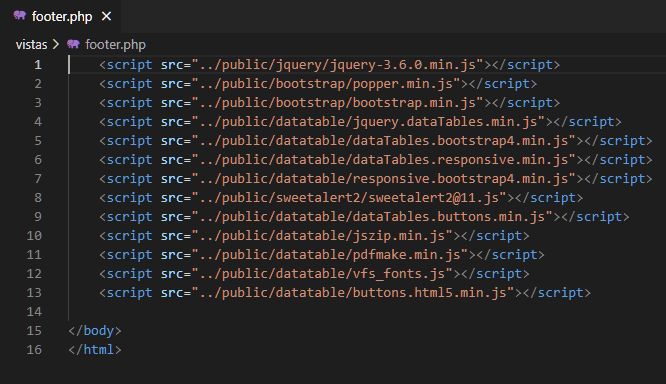 footer.php ×
vistas > footer.php
1 <script src="../public/jquery/jquery-3.6.0.min.js"></script>
2 <script src="../public/bootstrap/popper.min.js"></script>
3 <script src="../public/bootstrap/bootstrap.min.js"></script>
4 <script src="../public/datatable/jquery.dataTables.min.js"></script>
5 <script src="../public/datatable/dataTables.bootstrap4.min.js"></script>
6 <script src="../public/datatable/dataTables.responsive.min.js"></script>
7 <script src="../public/datatable/responsive.bootstrap4.min.js"></script>
8 <script src="../public/sweetalert2/sweetalert2@11.js"></script>
9 <script src="../public/datatable/dataTables.buttons.min.js"></script>
10 <script src="../public/datatable/jszip.min.js"></script>
11 <script src="../public/datatable/pdfmake.min.js"></script>
12 <script src="../public/datatable/vfs_fonts.js"></script>
13 <script src="../public/datatable/buttons.html5.min.js"></script>
14
15 </body>
16 </html>